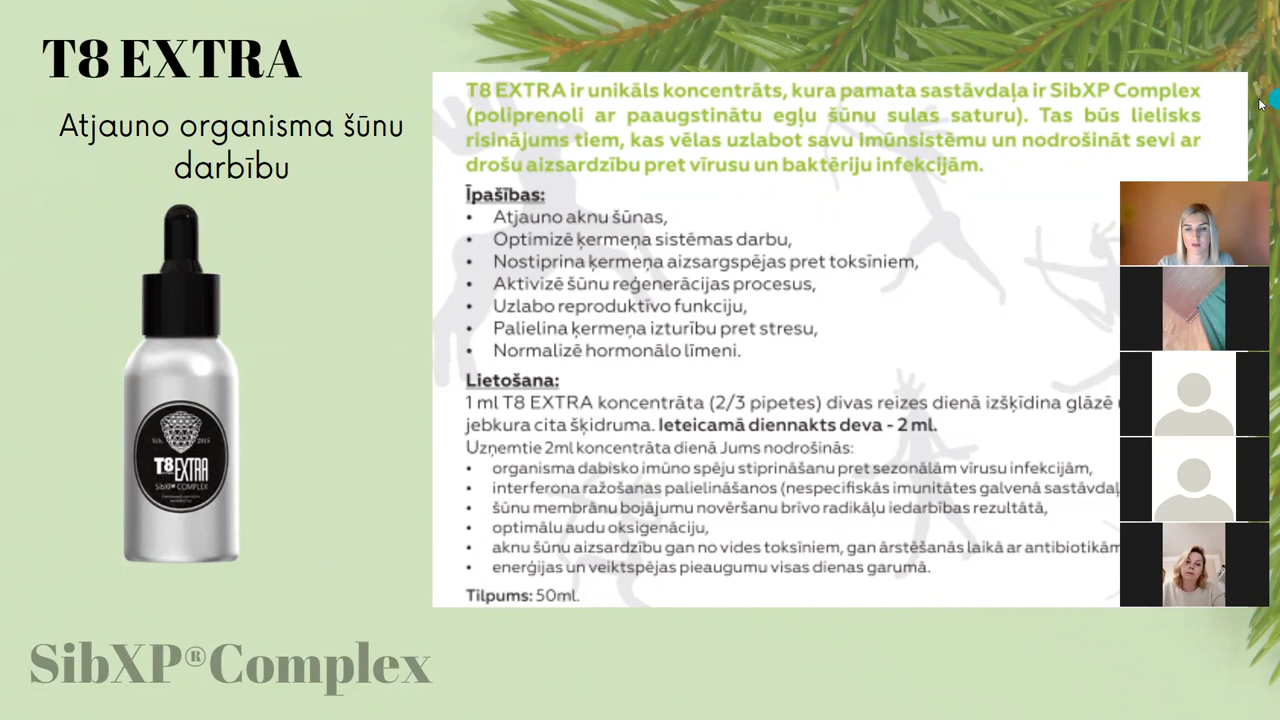 T8 EXTRA
Atjauno organisma šūnu
darbību
T8 EXTRA ir unikāls koncentrāts, kura pamata sastāvdaļa ir SibXP Complex
(poliprenoli ar paaugstinātu egļu šūnu sulas saturu). Tas būs lielisks
risinājums tiem, kas vēlas uzlabot savu imūnsistēmu un nodrošināt sevi ar
drošu aizsardzību pret vīrusu un baktēriju infekcijām.
Īpašības:
• Atjauno aknu šūnas,
• Optimizē ķermeņa sistēmas darbu,
• Nostiprina ķermeņa aizsargspējas pret toksīniem,
• Aktivizē šūnu reģenerācijas procesus,
• Uzlabo reproduktīvo funkciju,
• Palielina ķermeņa izturību pret stresu,
• Normalizē hormonālo līmeni.
Lietošana:
1 ml T8 EXTRA koncentrāta (2/3 pipetes) divas reizes dienā izšķīdina glāzē
jebkura cita šķidruma. Ieteicamā diennakts deva - 2 ml.
Uzņemtie 2ml koncentrāta dienā Jums nodrošinās:
• organisma dabisko imūno spēju stiprināšanu pret sezonālām vīrusu infekcijām,
• interferona ražošanas palielināšanos (nespecifiskās imunitātes galvenā sastāvdaļ
• šūnu membrānu bojājumu novēršanu brīvo radikāļu iedarbības rezultātā,
• optimālu audu oksigenāciju,
• aknu šūnu aizsardzību gan no vides toksīniem, gan ārstēšanās laikā ar antibiotikām
• enerģijas un veiktspējas pieaugumu visas dienas garumā.
Tilpums: 50ml.
Sib. 2015
T8 EXTRA
SibXP® COMPLEX
SibXP®Complex